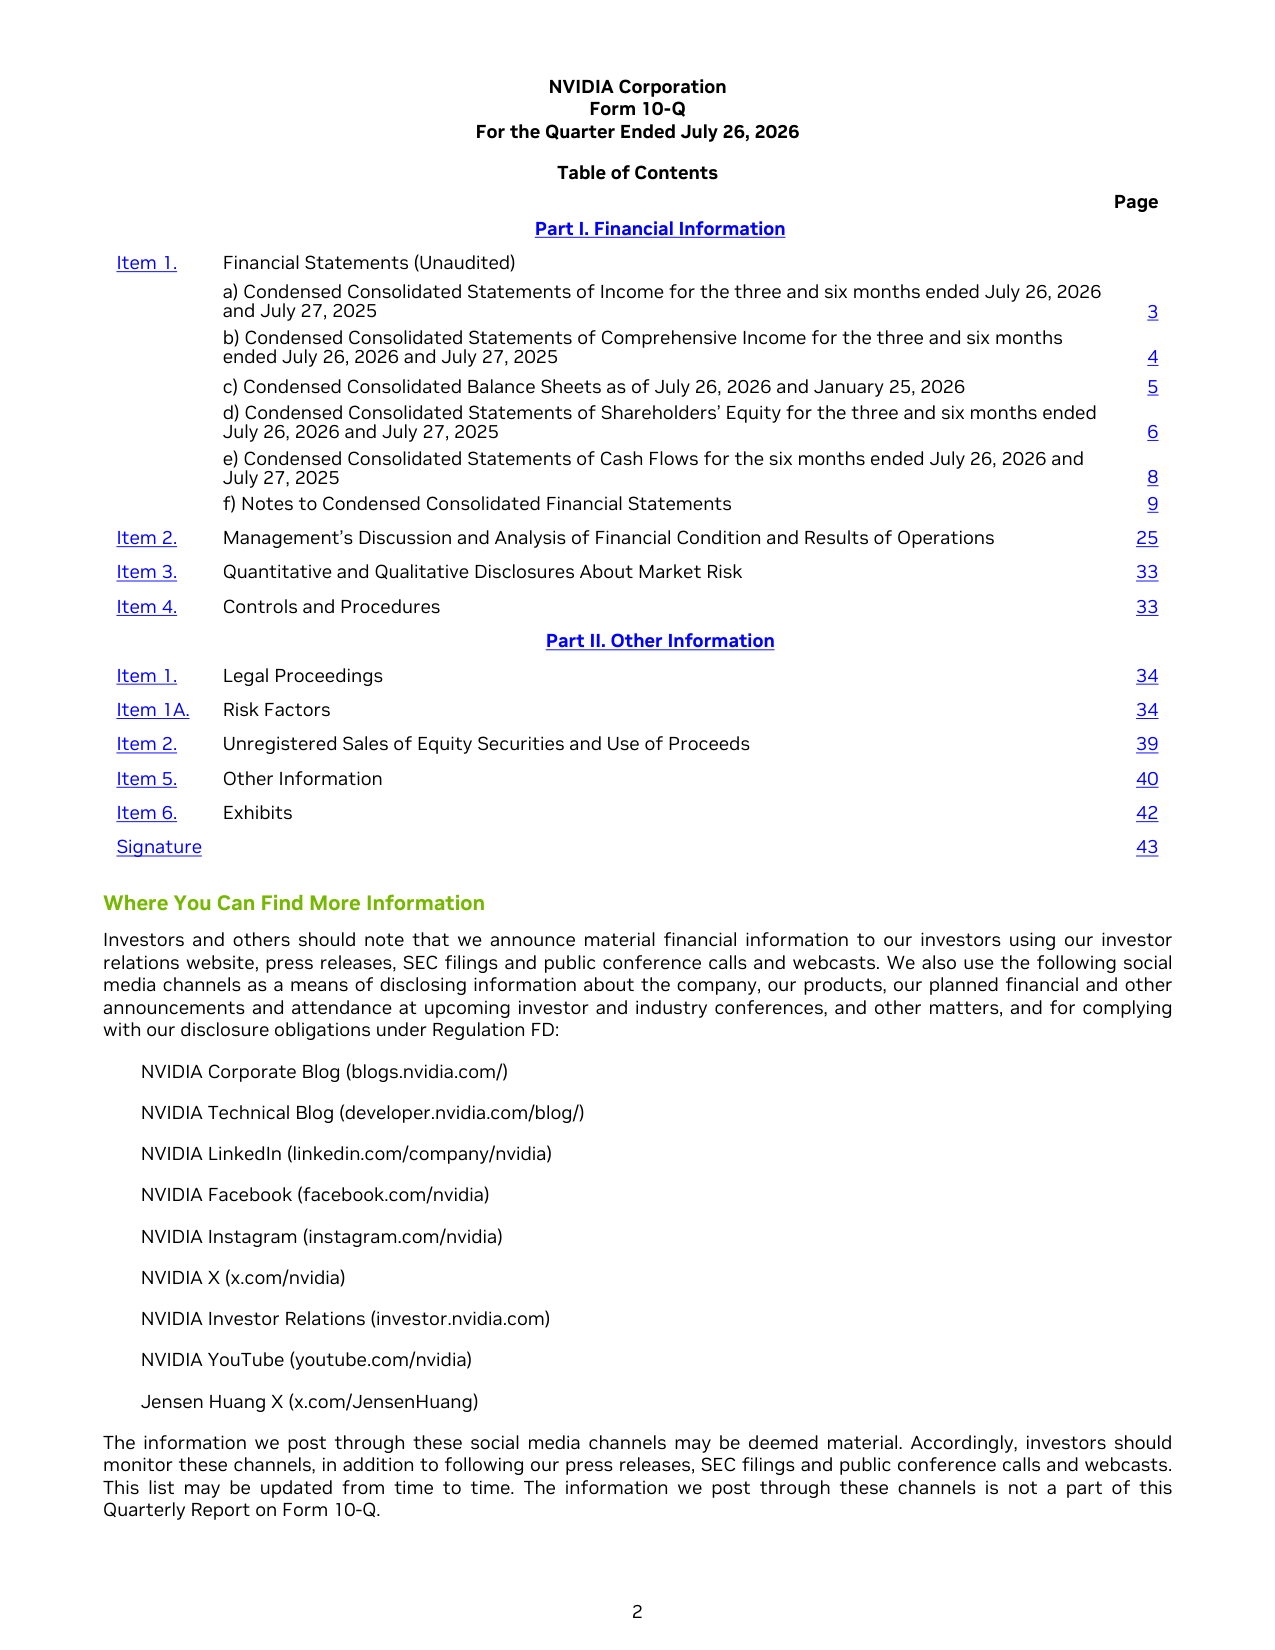 NVIDIA Corporation
Form 10-Q
For the Quarter Ended July 26, 2026
Table of Contents
Page
Part I. Financial Information
Item 1. Financial Statements (Unaudited)
a) Condensed Consolidated Statements of Income for the three and six months ended July 26, 2026
and July 27, 2025 3
b) Condensed Consolidated Statements of Comprehensive Income for the three and six months
ended July 26, 2026 and July 27, 2025 4
c) Condensed Consolidated Balance Sheets as of July 26, 2026 and January 25, 2026 5
d) Condensed Consolidated Statements of Shareholders’ Equity for the three and six months ended
July 26, 2026 and July 27, 2025 6
e) Condensed Consolidated Statements of Cash Flows for the six months ended July 26, 2026 and
July 27, 2025 8
f) Notes to Condensed Consolidated Financial Statements 9
Item 2. Management’s Discussion and Analysis of Financial Condition and Results of Operations 25
Item 3. Quantitative and Qualitative Disclosures About Market Risk 33
Item 4. Controls and Procedures 33
Part II. Other Information
Item 1. Legal Proceedings 34
Item 1A. Risk Factors 34
Item 2. Unregistered Sales of Equity Securities and Use of Proceeds 39
Item 5. Other Information 40
Item 6. Exhibits 42
Signature 43
Where You Can Find More Information
Investors and others should note that we announce material financial information to our investors using our investor
relations website, press releases, SEC filings and public conference calls and webcasts. We also use the following social
media channels as a means of disclosing information about the company, our products, our planned financial and other
announcements and attendance at upcoming investor and industry conferences, and other matters, and for complying
with our disclosure obligations under Regulation FD:
NVIDIA Corporate Blog (blogs.nvidia.com/)
NVIDIA Technical Blog (developer.nvidia.com/blog/)
NVIDIA LinkedIn (linkedin.com/company/nvidia)
NVIDIA Facebook (facebook.com/nvidia)
NVIDIA Instagram (instagram.com/nvidia)
NVIDIA X (x.com/nvidia)
NVIDIA Investor Relations (investor.nvidia.com)
NVIDIA YouTube (youtube.com/nvidia)
Jensen Huang X (x.com/JensenHuang)
The information we post through these social media channels may be deemed material. Accordingly, investors should
monitor these channels, in addition to following our press releases, SEC filings and public conference calls and webcasts.
This list may be updated from time to time. The information we post through these channels is not a part of this
Quarterly Report on Form 10-Q.
2